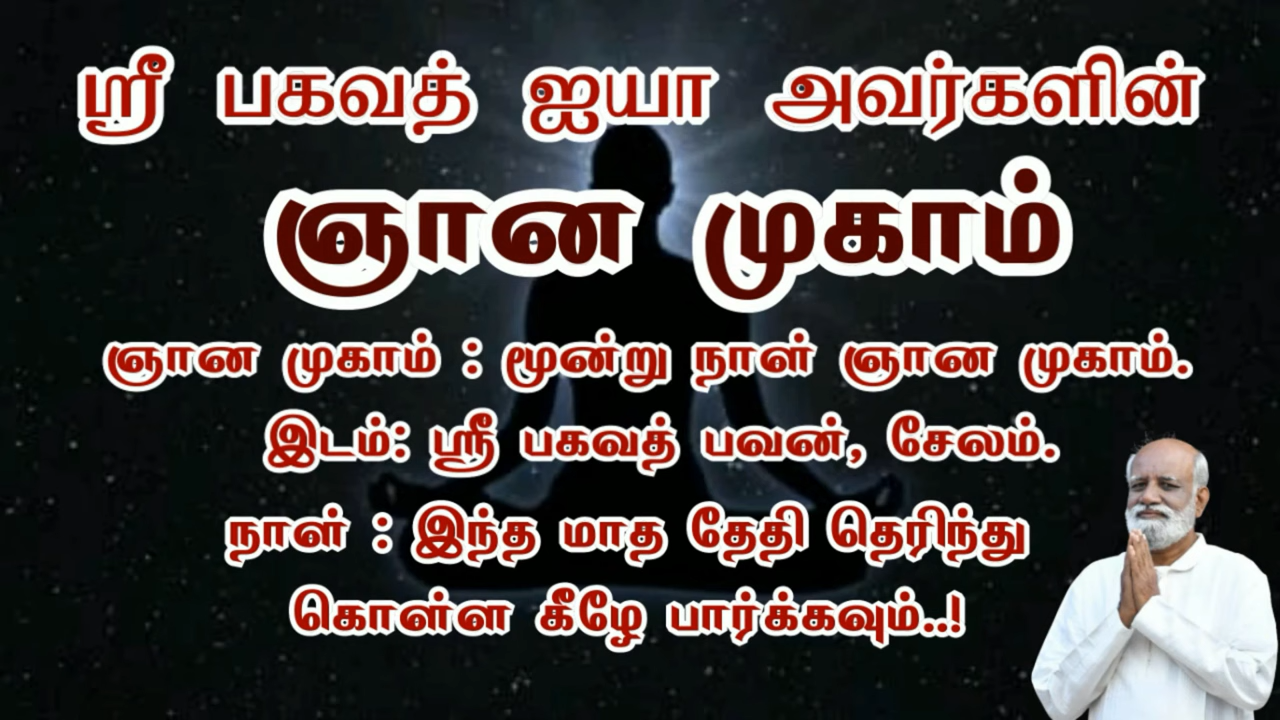 ஸ்ரீ பகவத் ஐயா அவர்களின்
ஞான முகாம்
ஞான முகாம் : மூன்று நாள் ஞான முகாம்.
இடம்: ஸ்ரீ பகவத் பவன், சேலம்.
நாள் : இந்த மாத தேதி தெரிந்து
கொள்ள கீழே பார்க்கவும்..!